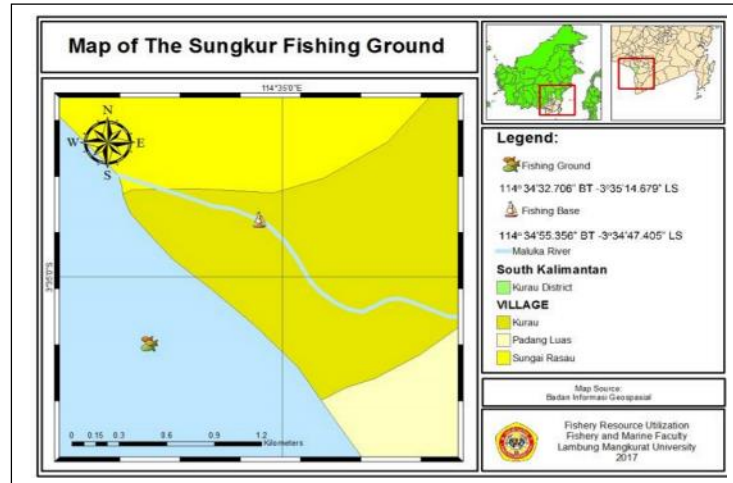 Map of The Sungkur Fishing Ground
114°35'0"E
N
W E
S
3°35'0"S
0 0.15 0.3 0.6 0.9 1.2
Kilometers
Legend:
Fishing Ground
114° 34'32.706" BT -3°35'14.679" LS
Fishing Base
114° 34'55.356" BT -3°34'47.405" LS
Maluka River
South Kalimantan
Kurau District
VILLAGE
Kurau
Padang Luas
Sungai Rasau
Map Source:
Badan Informasi Geospasial
Fishery Resource Utilization
Fishery and Marine Faculty
Lambung Mangkurat University
2017